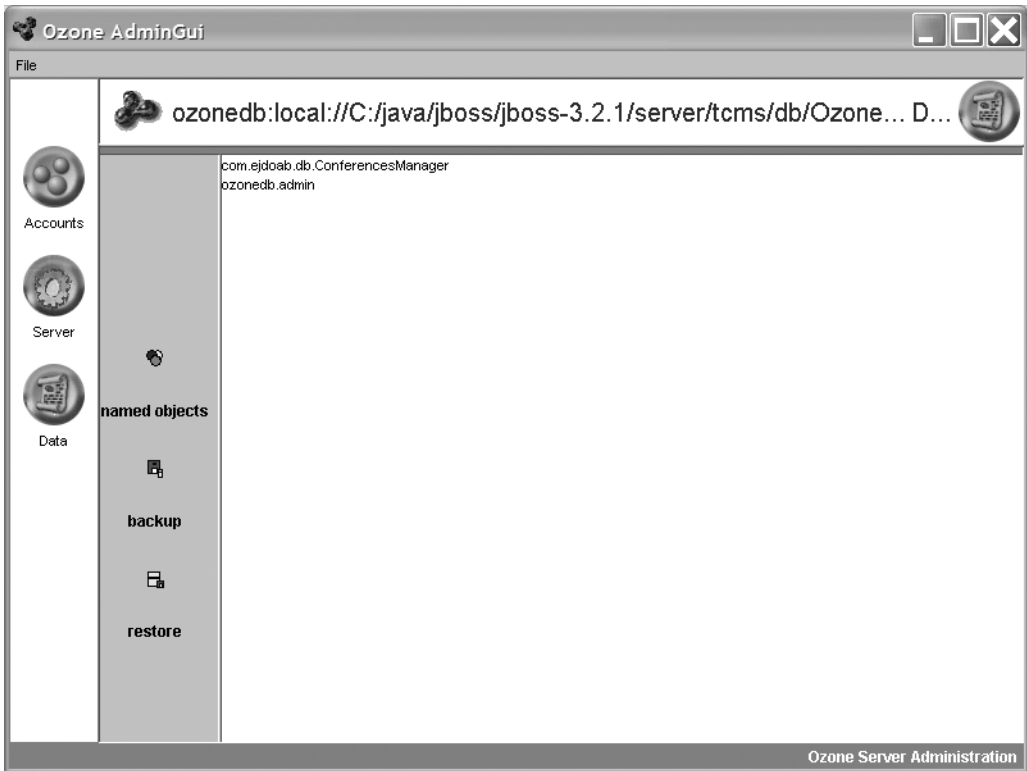 Ozone AdminGui
File
ozonedb:local://C:/java/jboss/jboss-3.2.1/server/tcms/db/Ozone... D...
Accounts
Server
Data
named objects
backup
restore
com.ejdoab.db.ConferencesManager
ozonedb.admin
Ozone Server Administration